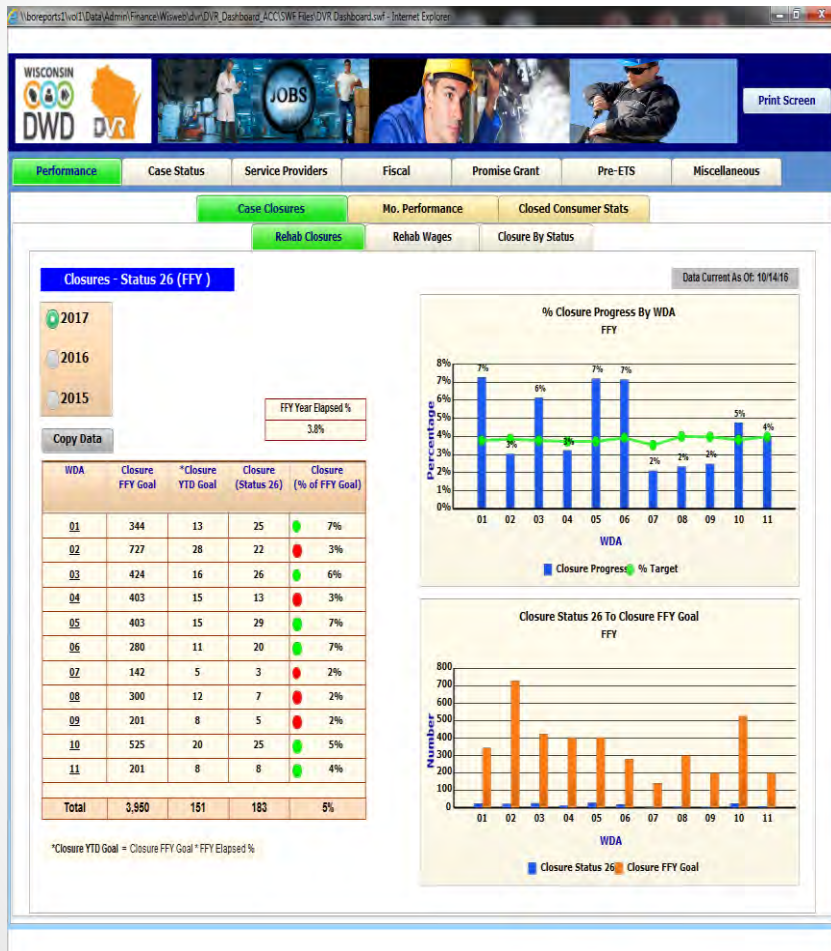 \\boreports1\vol1\Data\Admin\Finance\Wisweb\dvr\DVR_Dashboard_ACC\SWF Files\DVR Dashboard.swf - Internet Explorer
WISCONSIN
DWD DVR
JOBS
Print Screen
Performance Case Status Service Providers Fiscal Promise Grant Pre-ETS Miscellaneous
Case Closures Mo. Performance Closed Consumer Stats
Rehab Closures Rehab Wages Closure By Status
Closures - Status 26 (FFY )
Data Current As Of: 10/14/16
2017
2016
2015
FFY Year Elapsed %
3.8%
Copy Data
WDA Closure FFY Goal *Closure YTD Goal Closure (Status 26) Closure (% of FFY Goal)
01 344 13 25 7%
02 727 28 22 3%
03 424 16 26 6%
04 403 15 13 3%
05 403 15 29 7%
06 280 11 20 7%
07 142 5 3 2%
08 300 12 7 2%
09 201 8 5 2%
10 525 20 25 5%
11 201 8 8 4%
Total 3,950 151 183 5%
*Closure YTD Goal = Closure FFY Goal * FFY Elapsed %
% Closure Progress By WDA
FFY
8%
7%
6%
5%
4%
3%
2%
1%
0%
Percentage
7% 3% 6% 3% 7% 7% 2% 2% 2% 5% 4%
01 02 03 04 05 06 07 08 09 10 11
WDA
Closure Progress % Target
Closure Status 26 To Closure FFY Goal
FFY
800
700
600
500
400
300
200
100
0
Number
01 02 03 04 05 06 07 08 09 10 11
WDA
Closure Status 26 Closure FFY Goal